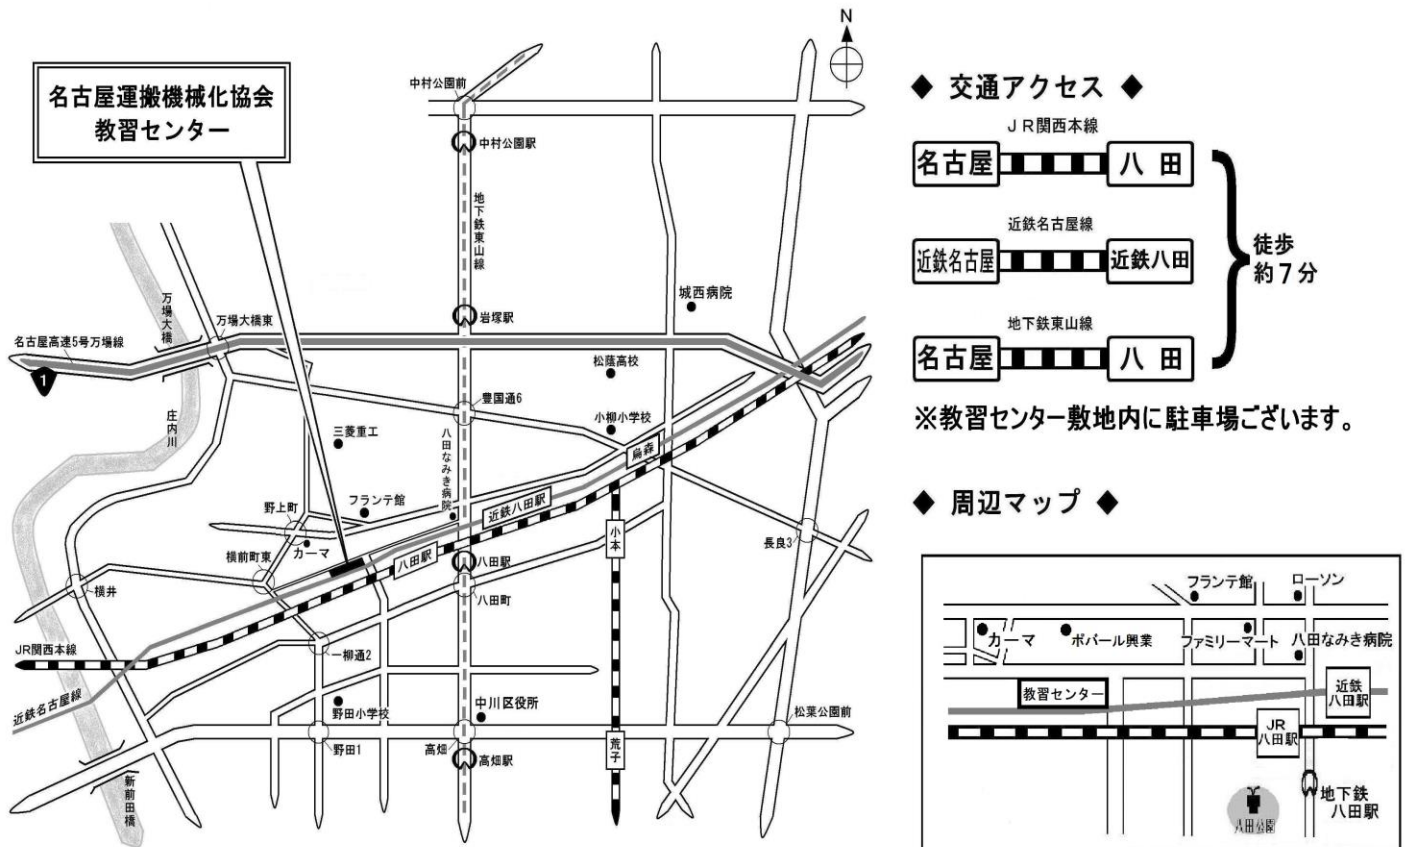 N
名古屋運搬機械化協会
教習センター
中村公園前
中村公園駅
地下鉄東山線
城西病院
万場大橋
万場大橋東
岩塚駅
名古屋高速5号万場線
1
松蔭高校
豊国通6
小柳小学校
庄内川
三菱重工
八田なみき病院
烏森
フランテ館
近鉄八田駅
野上町
カーマ
小本
長良3
横前町東
八田駅
八田駅
横井
八田町
JR関西本線
一柳通2
近鉄名古屋線
野田小学校
中川区役所
松葉公園前
野田1
高畑
荒子
高畑駅
新前田橋
◆ 交通アクセス ◆
JR関西本線
名古屋
八田
近鉄名古屋線
近鉄名古屋
近鉄八田
徒歩
約7分
地下鉄東山線
名古屋
八田
※教習センター敷地内に駐車場ございます。
◆ 周辺マップ ◆
フランテ館
ローソン
カーマ
ポパール興業
ファミリーマート
八田なみき病院
教習センター
近鉄
八田駅
JR
八田駅
地下鉄
八田駅
八田公園